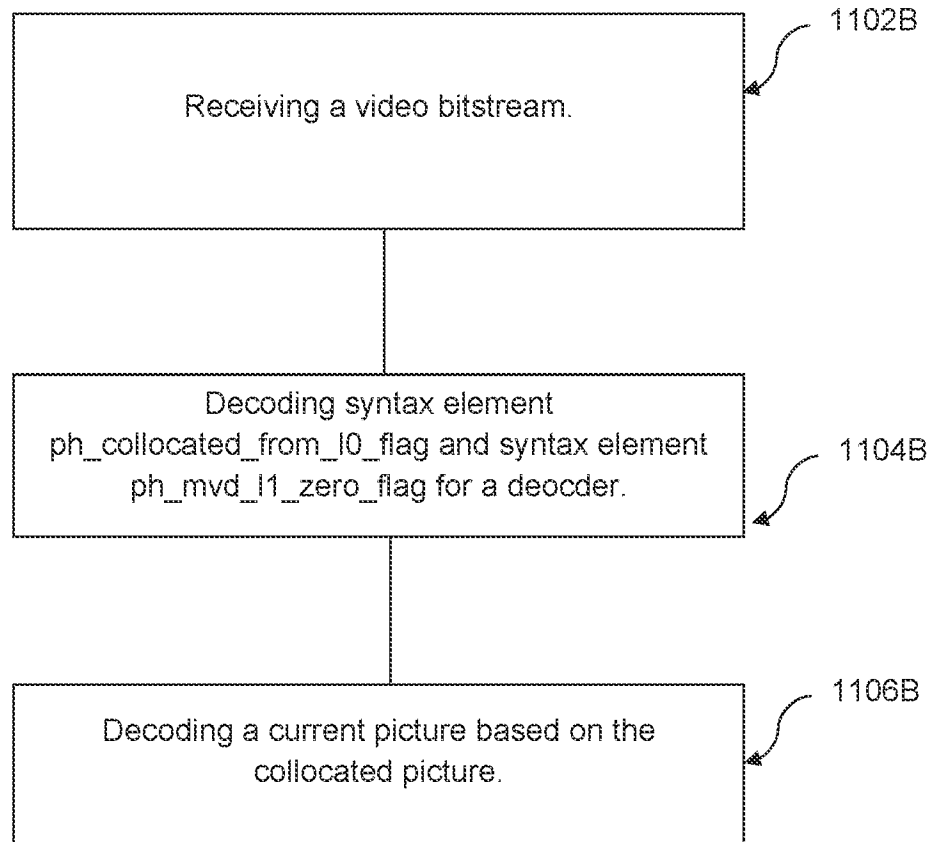 1102B
Receiving a video bitstream.
Decoding syntax element
ph_collocated_from_l0_flag and syntax element
ph_mvd_l1_zero_flag for a deocder.
1104B
1106B
Decoding a current picture based on the
collocated picture.